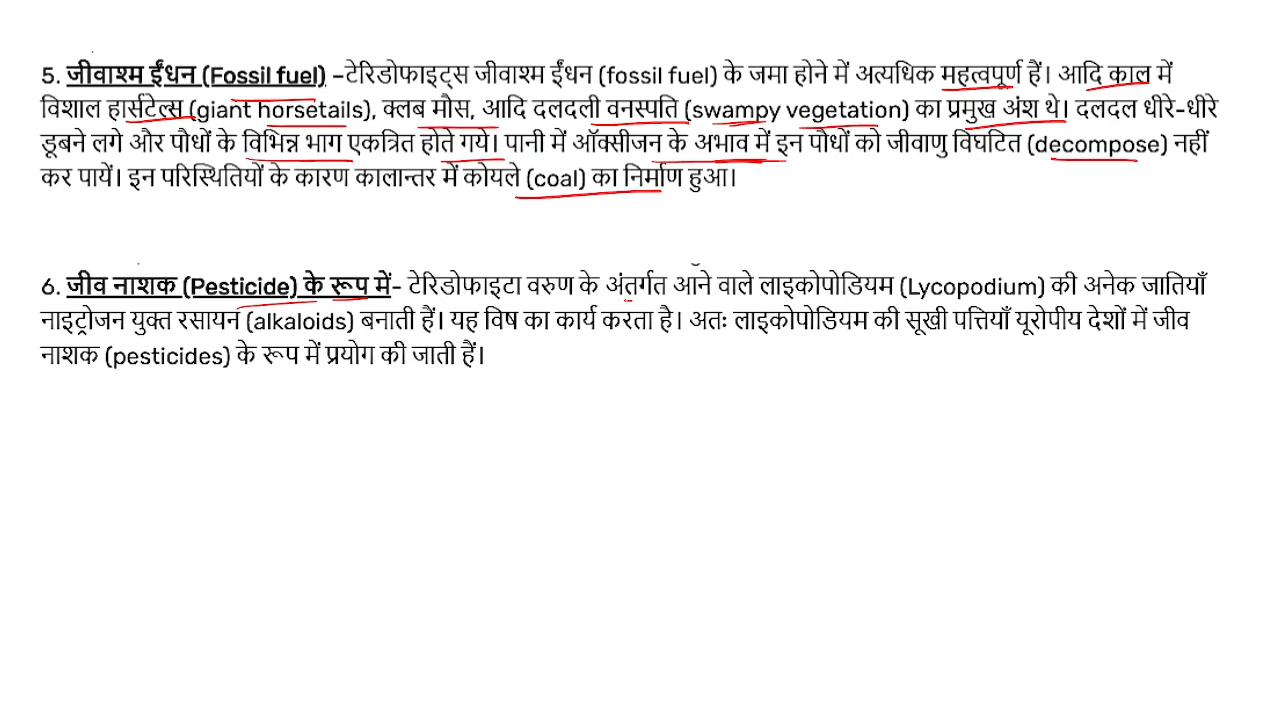 5. जीवाश्म ईंधन (Fossil fuel) –टेरिडोफाइट्स जीवाश्म ईंधन (fossil fuel) के जमा होने में अत्यधिक महत्वपूर्ण हैं। आदि काल में
विशाल हार्सटेल्स (giant horsetails), क्लब मौस, आदि दलदली वनस्पति (swampy vegetation) का प्रमुख अंश थे। दलदल धीरे-धीरे
डूबने लगे और पौधों के विभिन्न भाग एकत्रित होते गये। पानी में ऑक्सीजन के अभाव में इन पौधों को जीवाणु विघटित (decompose) नहीं
कर पायें। इन परिस्थितियों के कारण कालान्तर में कोयले (coal) का निर्माण हुआ।
6. जीव नाशक (Pesticide) के रूप में- टेरिडोफाइटा वरुण के अंतर्गत आने वाले लाइकोपोडियम (Lycopodium) की अनेक जातियाँ
नाइट्रोजन युक्त रसायन (alkaloids) बनाती हैं। यह विष का कार्य करता है। अतः लाइकोपोडियम की सूखी पत्तियाँ यूरोपीय देशों में जीव
नाशक (pesticides) के रूप में प्रयोग की जाती हैं।